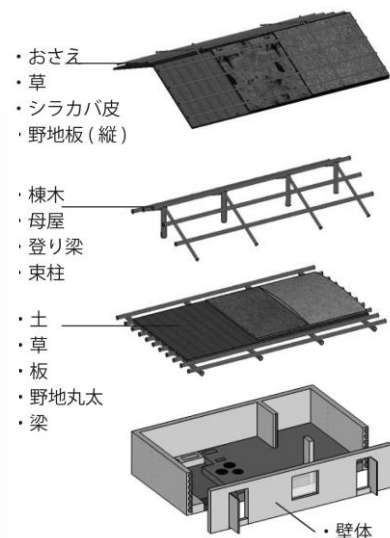 ・おさえ
・草
・シラカバ皮
・野地板(縦)
・棟木
・母屋
・登り梁
・束柱
・土
・草
・板
・野地丸太
・梁
・壁体